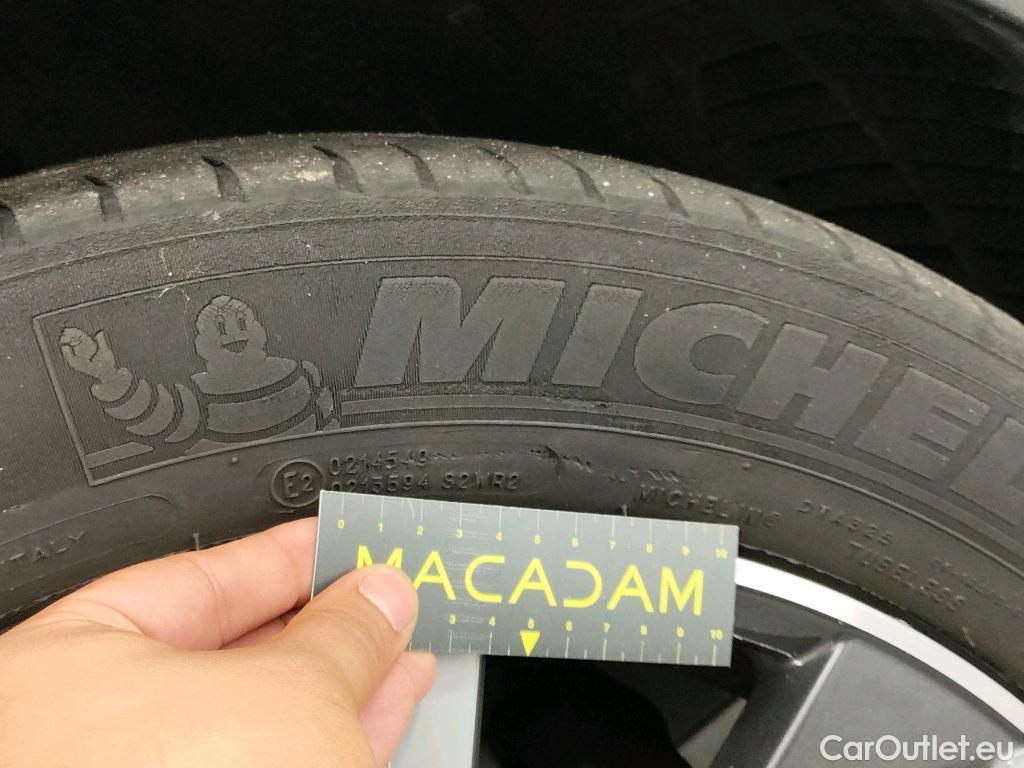 MICHEL
E2
0214549
0213594 S2WR2
MICHELIN®
TUBELESS
ITALY
0 1 2 3 4 5 6 7 8 9 10
MACADAM
3 4 5 6 7 8 9 10
CarOutlet.eu